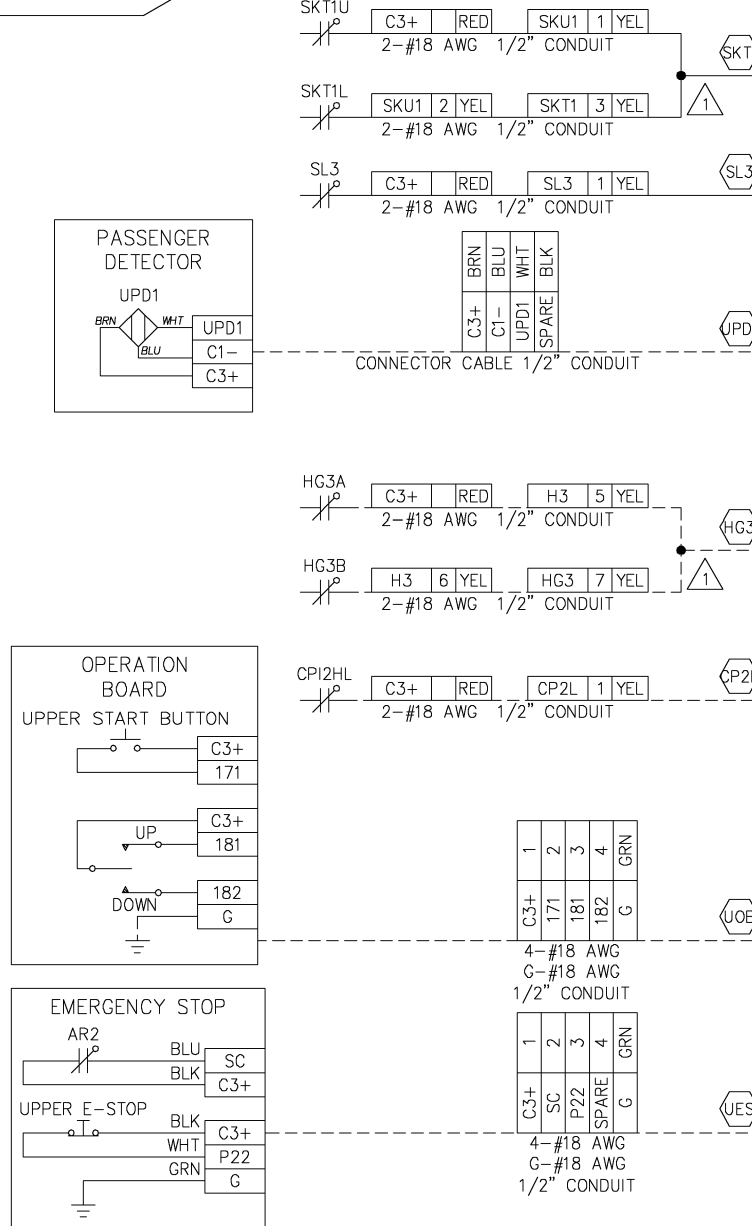 SKT1U
C3+ RED SKU1 1 YEL
2-#18 AWG 1/2" CONDUIT
SKT
SKT1L
SKU1 2 YEL SKT1 3 YEL
1
2-#18 AWG 1/2" CONDUIT
SL3
C3+ RED SL3 1 YEL
SL3
2-#18 AWG 1/2" CONDUIT
PASSENGER
DETECTOR
UPD1
BRN WHT UPD1
BLU C1-
C3+
BRN BLU WHT BLK
C3+ C1- UPD1 SPARE
UPD
CONNECTOR CABLE 1/2" CONDUIT
HG3A
C3+ RED H3 5 YEL
2-#18 AWG 1/2" CONDUIT
HG3
HG3B
H3 6 YEL HG3 7 YEL
1
2-#18 AWG 1/2" CONDUIT
CPI2HL
C3+ RED CP2L 1 YEL
CP2
2-#18 AWG 1/2" CONDUIT
OPERATION
BOARD
UPPER START BUTTON
C3+
171
C3+
UP 181
182
DOWN G
1 2 3 4 GRN
C3+ 171 181 182 G
UOB
4-#18 AWG
G-#18 AWG
1/2" CONDUIT
EMERGENCY STOP
AR2
BLU SC
BLK C3+
UPPER E-STOP
BLK C3+
WHT P22
GRN G
1 2 3 4 GRN
C3+ SC P22 SPARE G
UES
4-#18 AWG
G-#18 AWG
1/2" CONDUIT